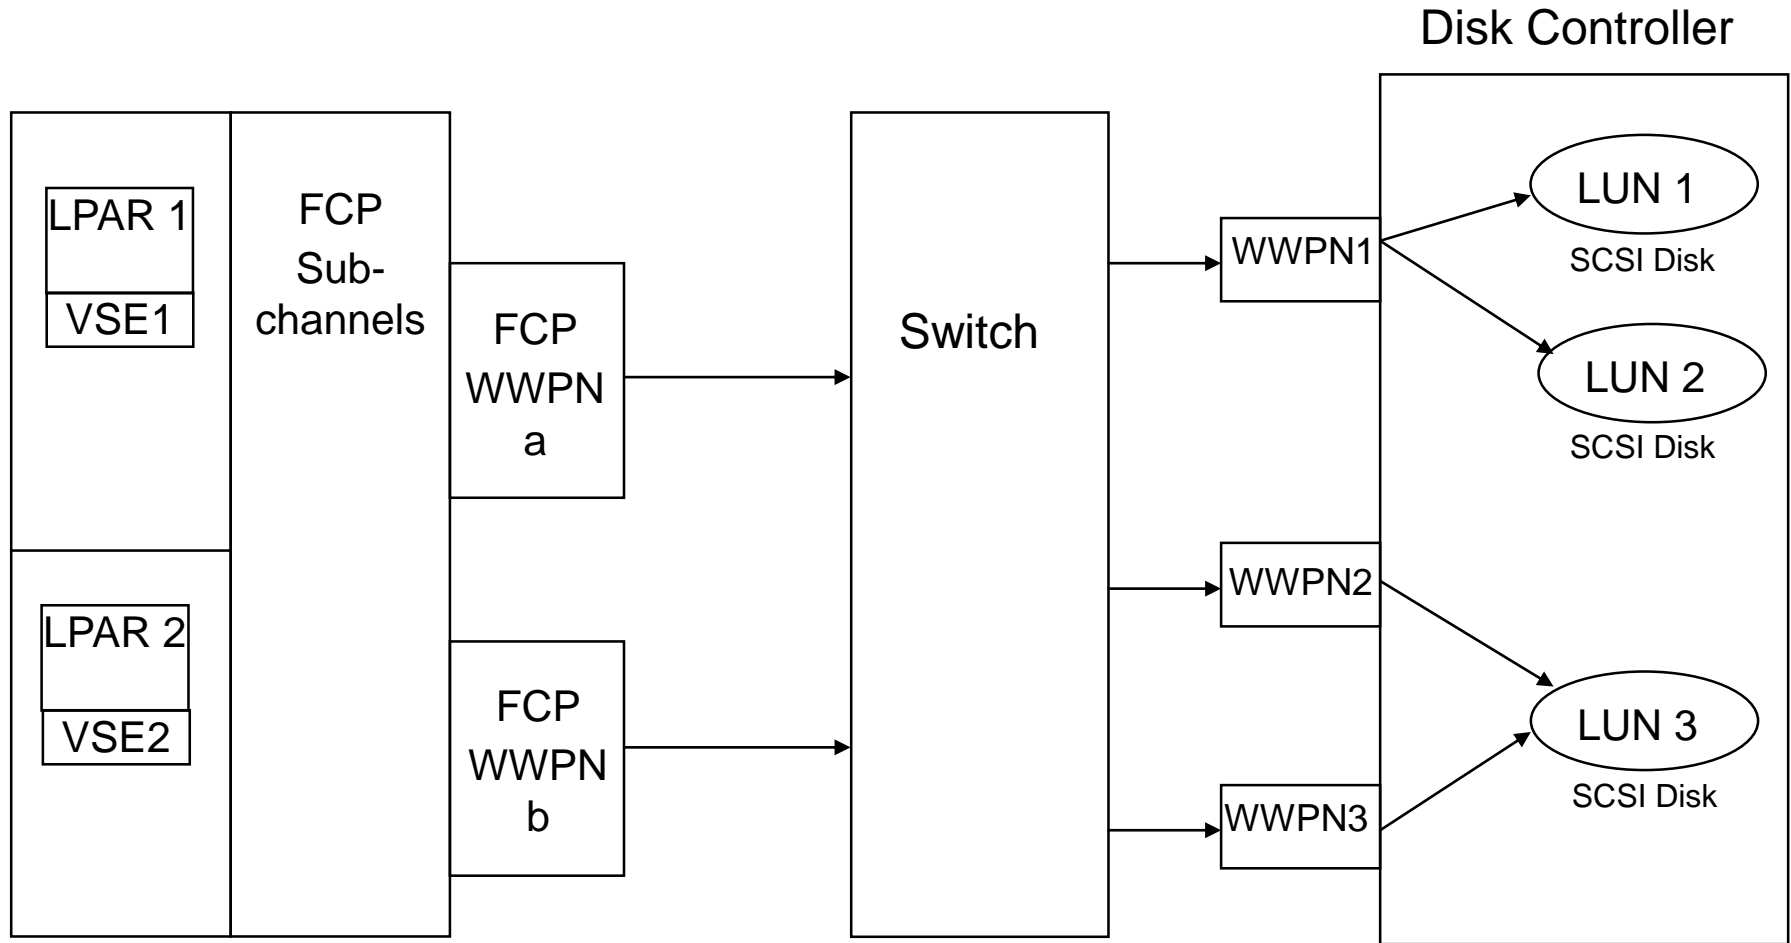 Disk Controller
LPAR 1
VSE1
FCP
Sub-
channels
FCP
WWPN
a
Switch
WWPN1
LUN 1
SCSI Disk
LUN 2
SCSI Disk
LPAR 2
VSE2
FCP
WWPN
b
WWPN2
WWPN3
LUN 3
SCSI Disk